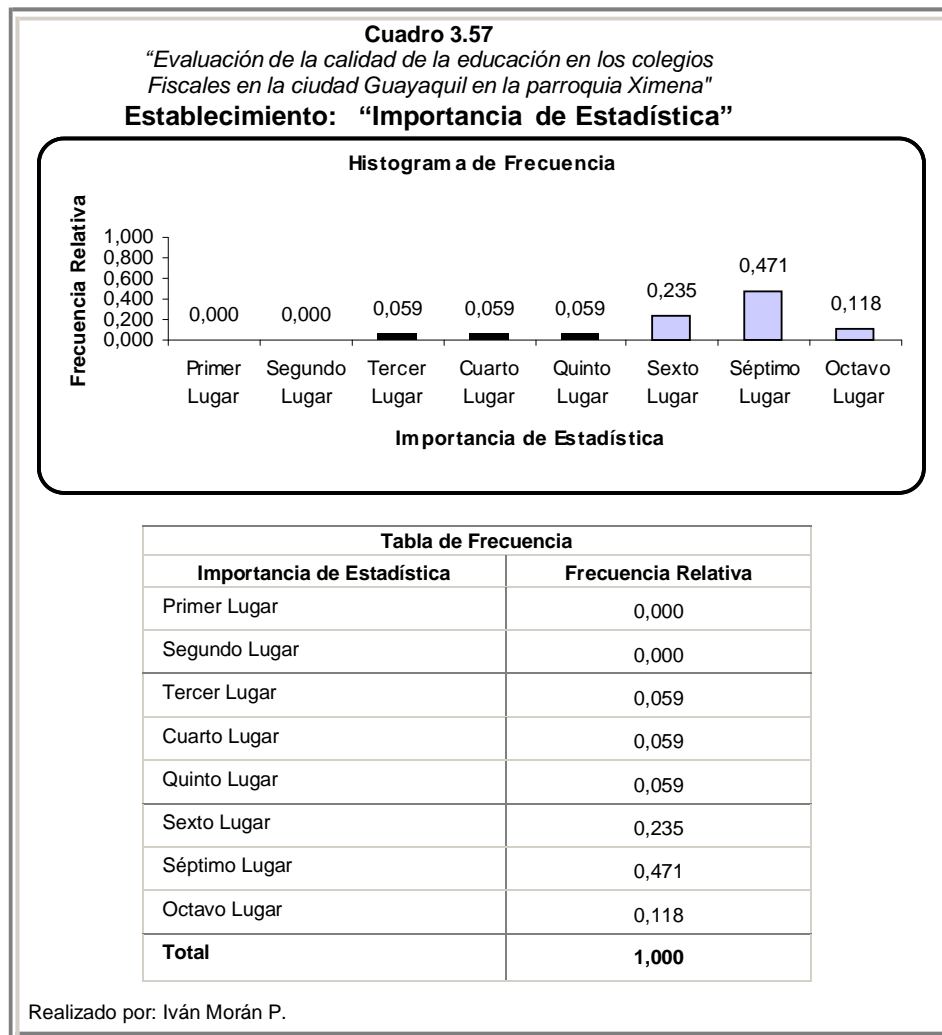 Cuadro 3.57
“Evaluación de la calidad de la educación en los colegios
Fiscales en la ciudad Guayaquil en la parroquia Ximena"
Establecimiento: “Importancia de Estadística”
Histograma de Frecuencia
Frecuencia Relativa
1,000
0,800
0,600
0,400
0,200
0,000
0,000 0,000 0,059 0,059 0,059 0,235 0,471 0,118
Primer Segundo Tercer Cuarto Quinto Sexto Séptimo Octavo
Lugar Lugar Lugar Lugar Lugar Lugar Lugar Lugar
Importancia de Estadística
Tabla de Frecuencia
Importancia de Estadística Frecuencia Relativa
Primer Lugar 0,000
Segundo Lugar 0,000
Tercer Lugar 0,059
Cuarto Lugar 0,059
Quinto Lugar 0,059
Sexto Lugar 0,235
Séptimo Lugar 0,471
Octavo Lugar 0,118
Total 1,000
Realizado por: Iván Morán P.